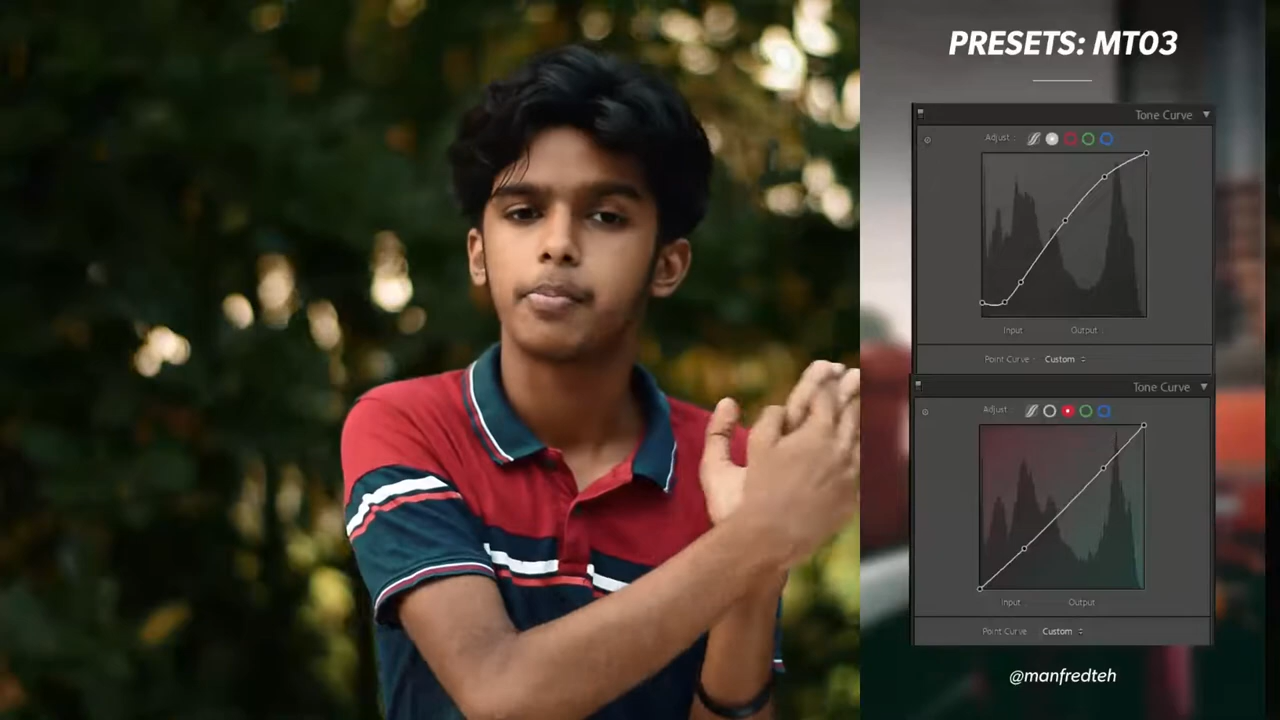 PRESETS: MT03
Tone Curve
Adjust :
Input
Output
Point Curve : Custom
Tone Curve
Adjust :
Input
Output
Point Curve Custom
@manfredteh